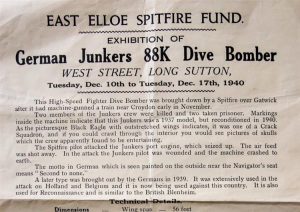 EAST ELLOE SPITFIRE FUND.
EXHIBITION OF
German Junkers 88K Dive Bomber
WEST STREET, LONG SUTTON,
Tuesday, Dec. 10th to Tuesday, Dec. 17th, 1940
This High-Speed Fighter Dive Bomber was brought down by a Spitfire over Gatwick
after it had machine-gunned a train near Croydon early in November.
Two members of the Junkers crew were killed and two taken prisoner. Markings
inside the machine indicate that this Junkers was a 1937 model, but reconditioned in 1940.
As the picturesque Black Eagle with outstretched wings indicates, it was one of a Crack
Squadron, and if you could crawl through the interior you would see pictures of skills
which the crew apparently found to be entertaining.
The Spitfire pilot attacked the Junkers port engine, which seized up. The air feed
was shot away. In the attack the Junkers pilot was wounded and the machine crashed to
earth.
The motto in German which is seen painted on the outside near the Navigator's seat
means "Second to none."
A later type was brought out by the Germans in 1939. It was extensively used in the
attack on Holland and Belgium and it is now being used against this country. It is also
used for Reconnaissance and is similar to the British Blenheim.
Technical Details.
Dimensions Wing span 56 feet